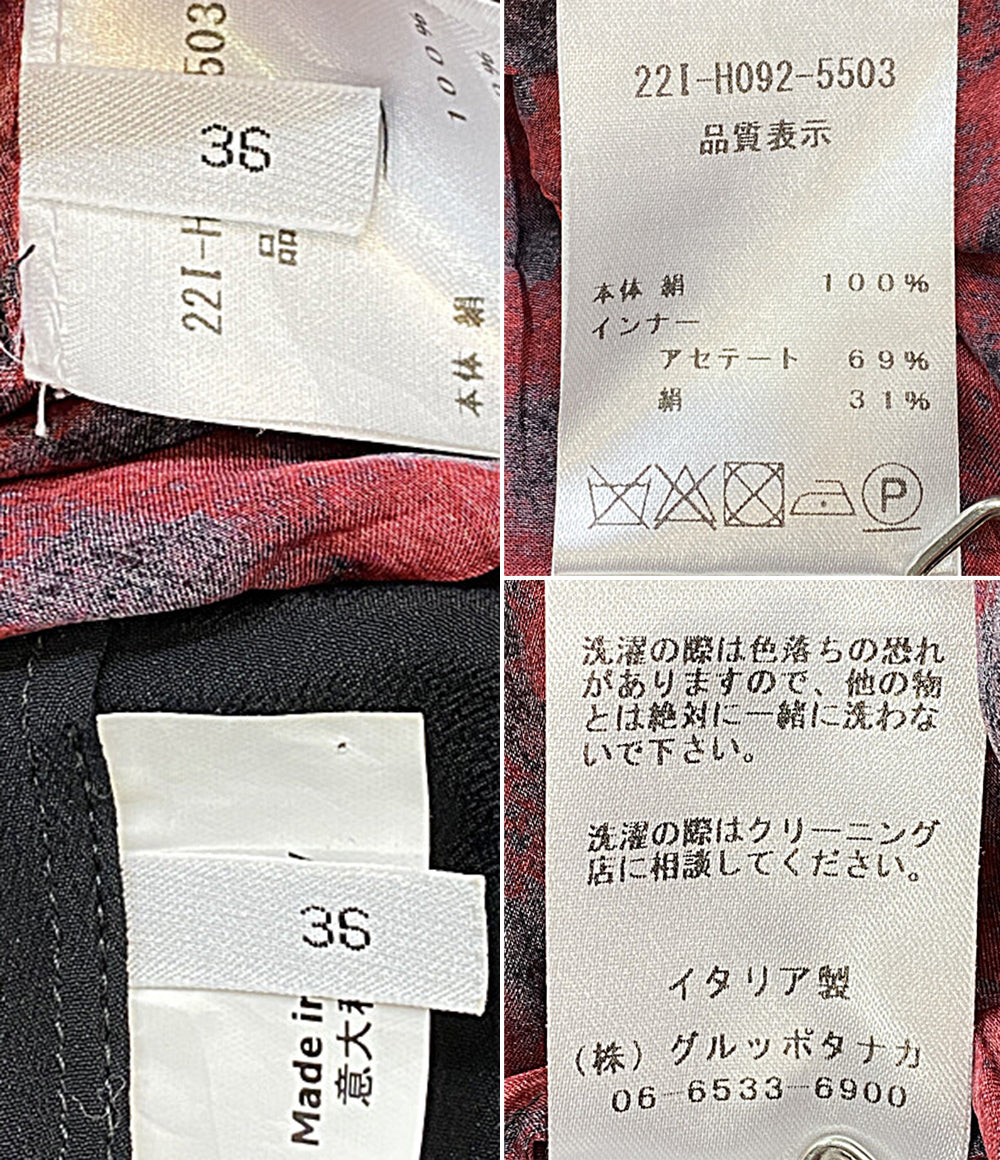 503
100%
%
36
22I-H
品
本体 絹
22I-H092-5503
品質表示
本体 絹 100%
インナー
アセテート 69%
絹 31%
P
36
Made in
意大利
洗濯の際は色落ちの恐れ
がありますので、他の物
とは絶対に一緒に洗わな
いで下さい。
洗濯の際はクリーニング
店に相談してください。
イタリア製
(株)グルッポタナカ
06-6533-6900